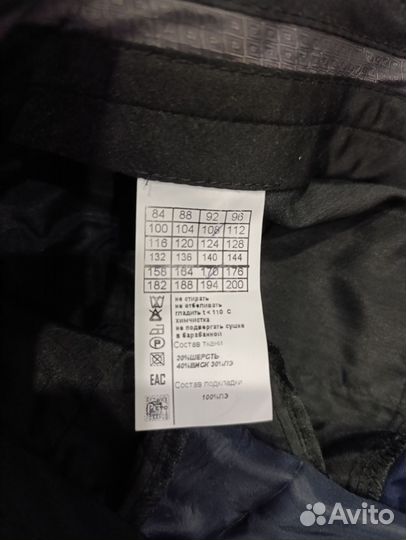 84 88 92 96
100 104 108 112
116 120 124 128
132 136 140 144
158 164 170 176
182 188 194 200
не стирать
не отбеливать
гладить t< 110 С
химчистка
не подвергать сушке
в барабанной
Состав ткани
20%ШЕРСТЬ
40%ВИСК 30%ПЭ
EAC
Состав подкладки
100%ПЭ
Avito